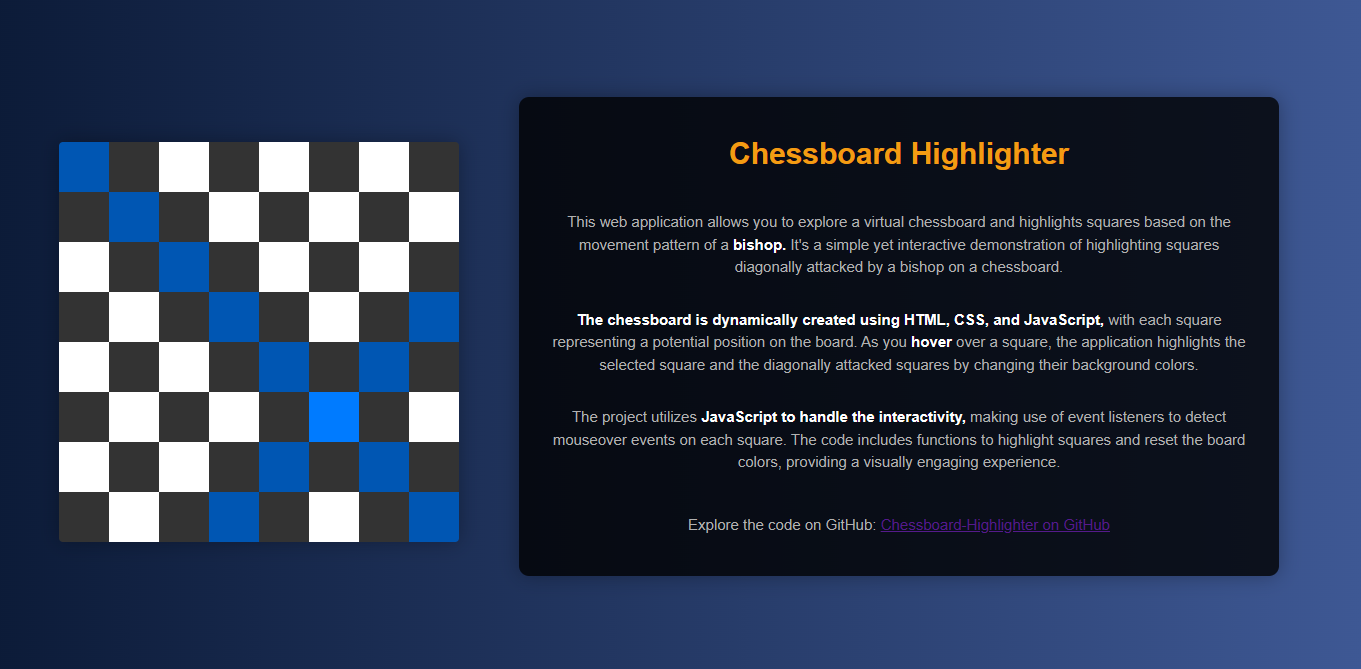 Chessboard Highlighter
This web application allows you to explore a virtual chessboard and highlights squares based on the
movement pattern of a bishop. It's a simple yet interactive demonstration of highlighting squares
diagonally attacked by a bishop on a chessboard.
The chessboard is dynamically created using HTML, CSS, and JavaScript, with each square
representing a potential position on the board. As you hover over a square, the application highlights the
selected square and the diagonally attacked squares by changing their background colors.
The project utilizes JavaScript to handle the interactivity, making use of event listeners to detect
mouseover events on each square. The code includes functions to highlight squares and reset the board
colors, providing a visually engaging experience.
Explore the code on GitHub: Chessboard-Highlighter on GitHub